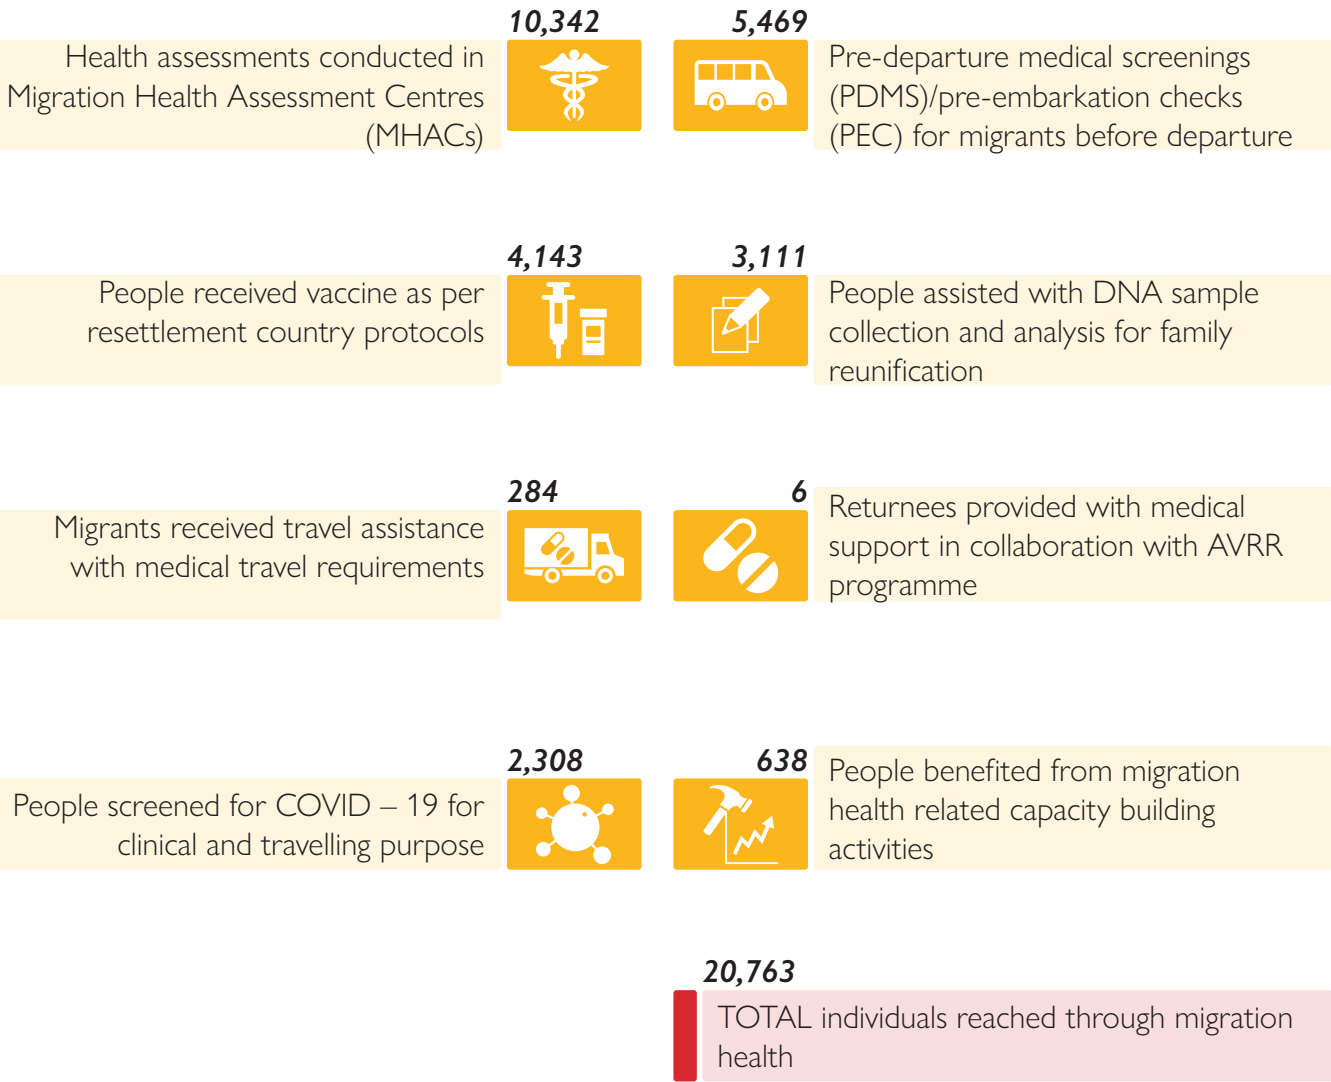 10,342
Health assessments conducted in
Migration Health Assessment Centres
(MHACs)
5,469
Pre-departure medical screenings
(PDMS)/pre-embarkation checks
(PEC) for migrants before departure
4,143
People received vaccine as per
resettlement country protocols
3,111
People assisted with DNA sample
collection and analysis for family
reunification
284
Migrants received travel assistance
with medical travel requirements
6
Returnees provided with medical
support in collaboration with AVRR
programme
2,308
People screened for COVID – 19 for
clinical and travelling purpose
638
People benefited from migration
health related capacity building
activities
20,763
TOTAL individuals reached through migration
health